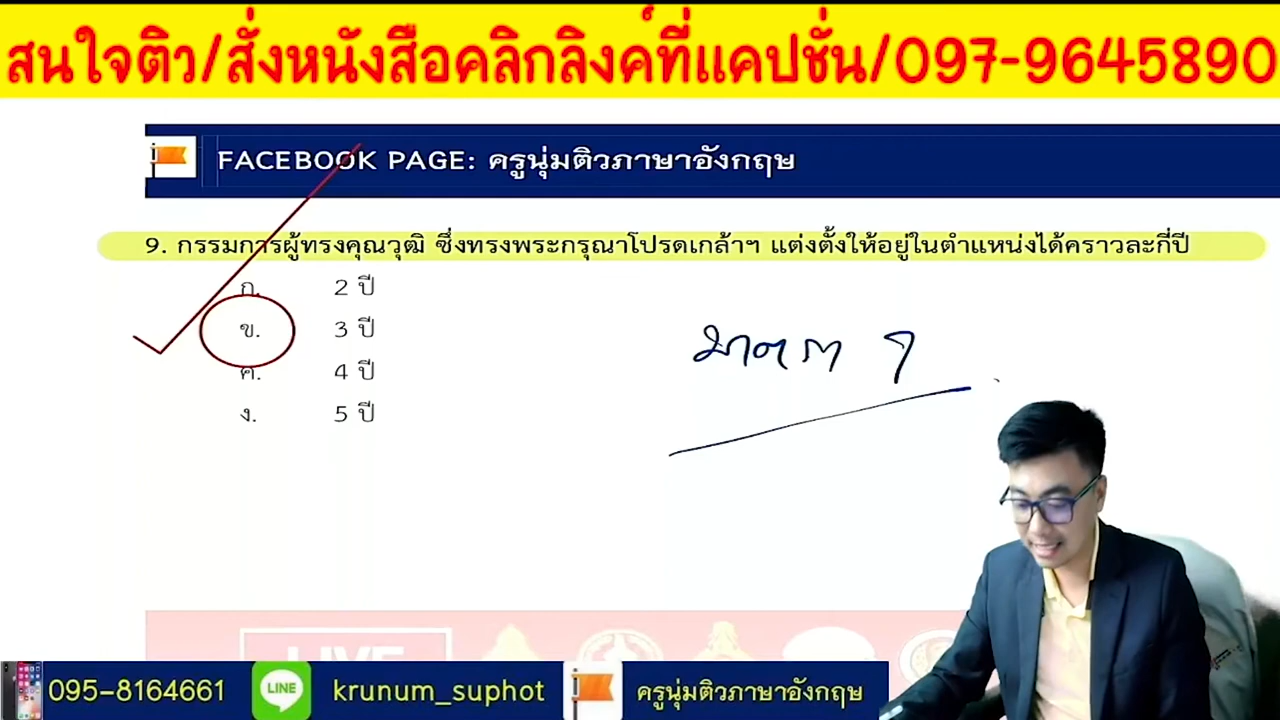 สนใจติว/สั่งหนังสือคลิกลิงค์ที่แคปชั่น/097-9645890
FACEBOOK PAGE: ครูนุ่มติวภาษาอังกฤษ
9. กรรมการผู้ทรงคุณวุฒิ ซึ่งทรงพระกรุณาโปรดเกล้าฯ แต่งตั้งให้อยู่ในตำแหน่งได้คราวละกี่ปี
ก. 2 ปี
ข. 3 ปี
ค. 4 ปี
ง. 5 ปี
มาตรา 7
LIVE
095-8164661 LINE krunum_suphot ครูนุ่มติวภาษาอังกฤษ